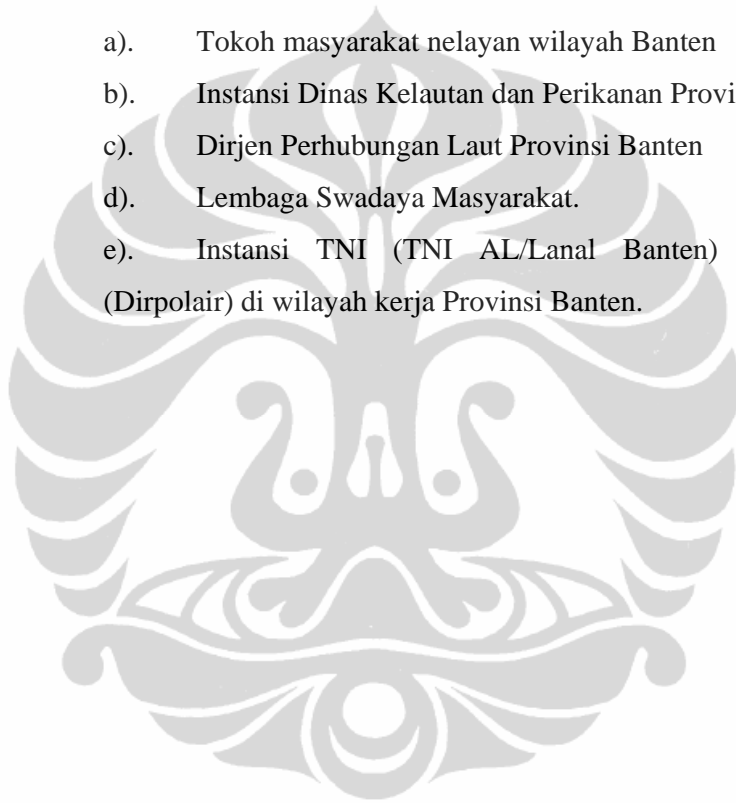 a). Tokoh masyarakat nelayan wilayah Banten
b). Instansi Dinas Kelautan dan Perikanan Provi
c). Dirjen Perhubungan Laut Provinsi Banten
d). Lembaga Swadaya Masyarakat.
e). Instansi TNI (TNI AL/Lanal Banten)
(Dirpolair) di wilayah kerja Provinsi Banten.